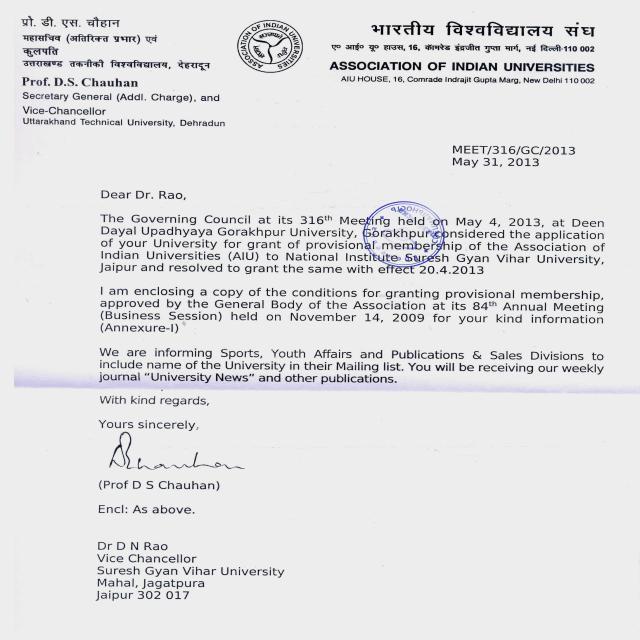 प्रो. डी. एस. चौहान
महासचिव (अतिरिक्त प्रभार) एवं
कुलपति
उत्तराखण्ड तकनीकी विश्वविद्यालय, देहरादून
Prof. D.S. Chauhan
Secretary General (Addl. Charge), and
Vice-Chancellor
Uttarakhand Technical University, Dehradun
ASSOCIATION OF INDIAN UNIVERSITIES
भारतीय विश्वविद्यालय संघ
ए० आई० यू० हाउस, 16, कामरेड इंद्रजीत गुप्ता मार्ग, नई दिल्ली-110 002
ASSOCIATION OF INDIAN UNIVERSITIES
AIU HOUSE, 16, Comrade Indrajit Gupta Marg, New Delhi 110 002
MEET/316/GC/2013
May 31, 2013
Dear Dr. Rao,
The Governing Council at its 316th Meeting held on May 4, 2013, at Deen
Dayal Upadhyaya Gorakhpur University, Gorakhpur considered the application
of your University for grant of provisional membership of the Association of
Indian Universities (AIU) to National Institute Suresh Gyan Vihar University,
Jaipur and resolved to grant the same with effect 20.4.2013
I am enclosing a copy of the conditions for granting provisional membership,
approved by the General Body of the Association at its 84th Annual Meeting
(Business Session) held on November 14, 2009 for your kind information
(Annexure-I)
We are informing Sports, Youth Affairs and Publications & Sales Divisions to
include name of the University in their Mailing list. You will be receiving our weekly
journal “University News” and other publications.
With kind regards,
Yours sincerely,
(Prof D S Chauhan)
Encl: As above.
Dr D N Rao
Vice Chancellor
Suresh Gyan Vihar University
Mahal, Jagatpura
Jaipur 302 017